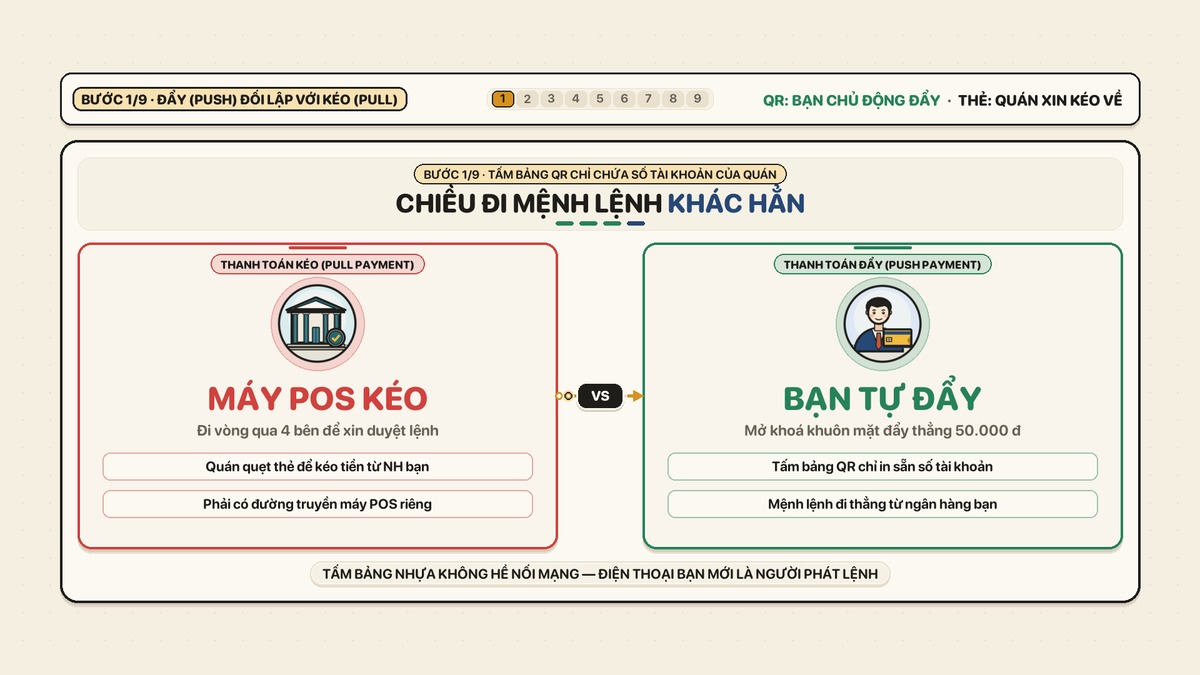 BƯỚC 1/9 · ĐẨY (PUSH) ĐỐI LẬP VỚI KÉO (PULL)
1 2 3 4 5 6 7 8 9
QR: BẠN CHỦ ĐỘNG ĐẨY · THẺ: QUÁN XIN KÉO VỀ
BƯỚC 1/9 · TẤM BẢNG QR CHỈ CHỨA SỐ TÀI KHOẢN CỦA QUÁN
CHIỀU ĐI MỆNH LỆNH KHÁC HẲN
THANH TOÁN KÉO (PULL PAYMENT)
MÁY POS KÉO
Đi vòng qua 4 bên để xin duyệt lệnh
Quán quẹt thẻ để kéo tiền từ NH bạn
Phải có đường truyền máy POS riêng
VS
THANH TOÁN ĐẨY (PUSH PAYMENT)
BẠN TỰ ĐẨY
Mở khoá khuôn mặt đẩy thẳng 50.000 đ
Tấm bảng QR chỉ in sẵn số tài khoản
Mệnh lệnh đi thẳng từ ngân hàng bạn
TẤM BẢNG NHỰA KHÔNG HỀ NỐI MẠNG — ĐIỆN THOẠI BẠN MỚI LÀ NGƯỜI PHÁT LỆNH